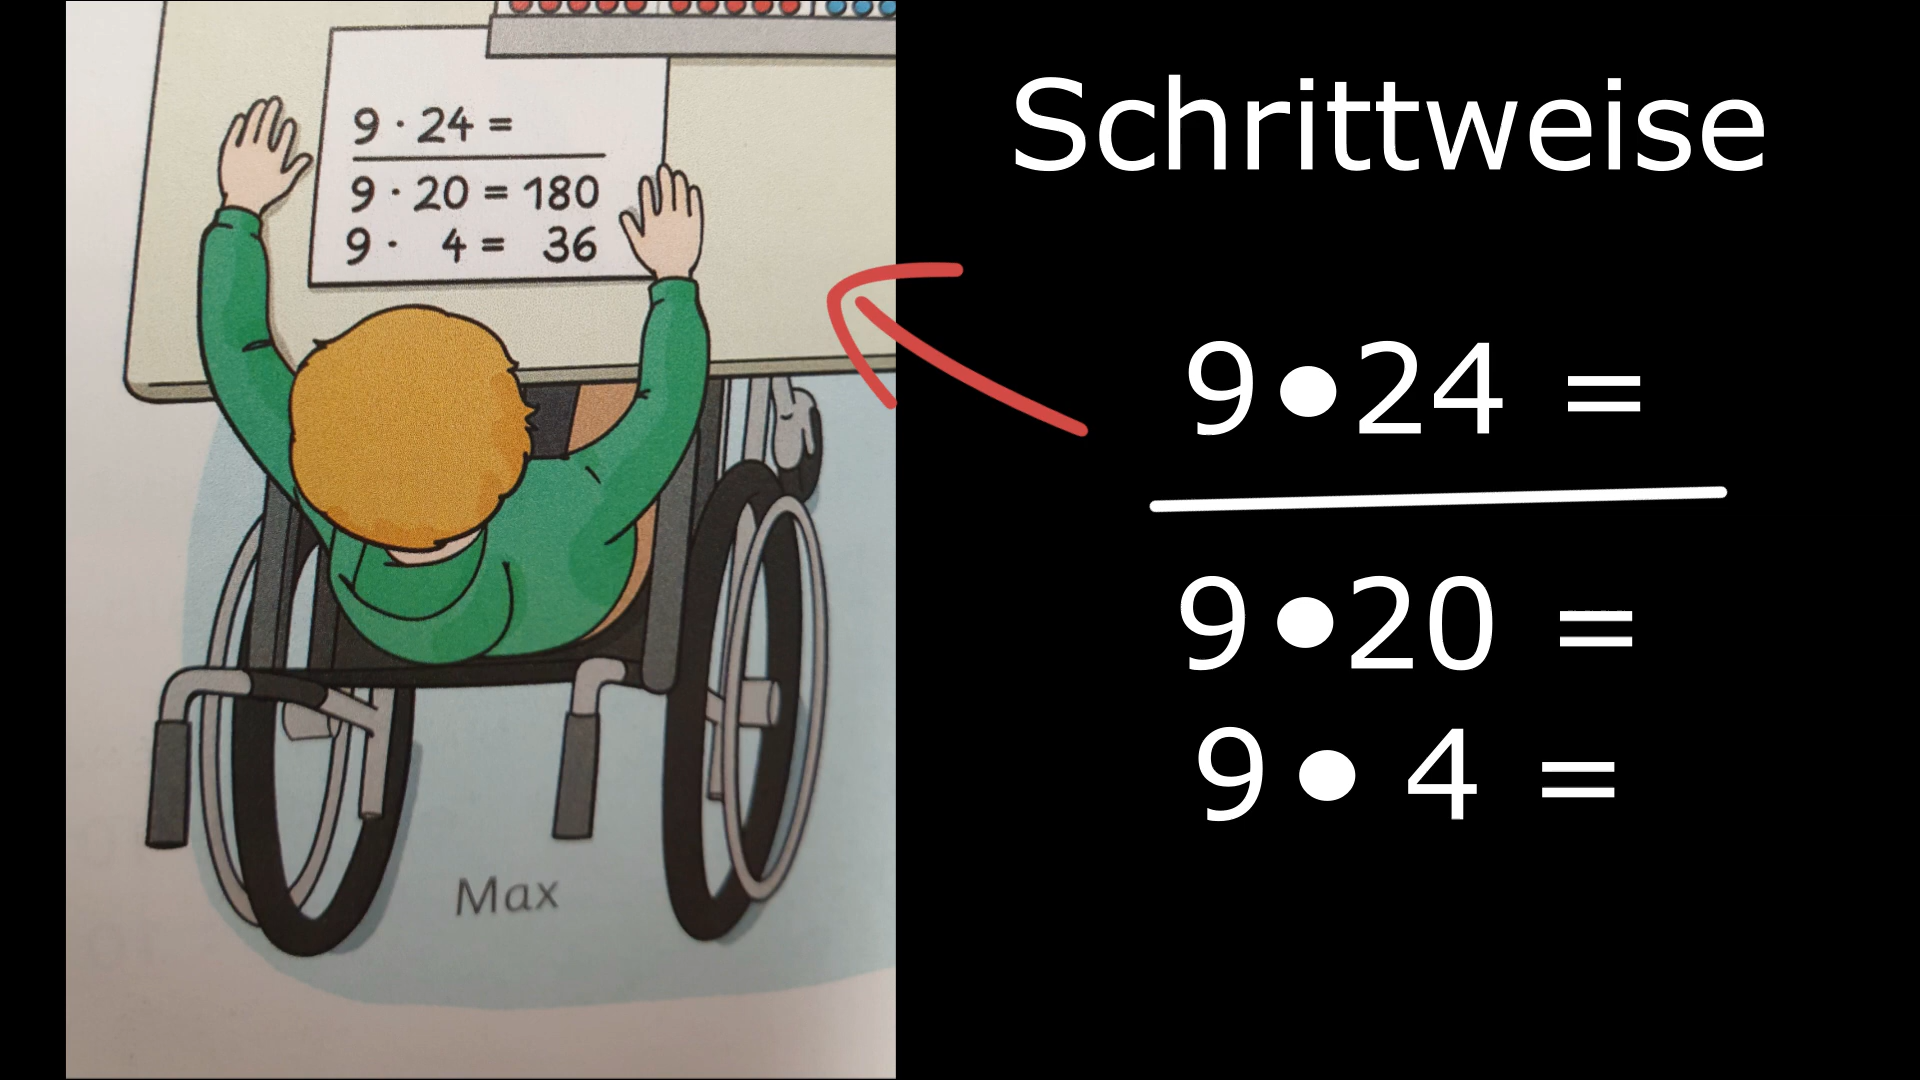 9 · 24 =
9 · 20 = 180
9 · 4 = 36
Max
Schrittweise
9•24 =
9•20 =
9• 4 =